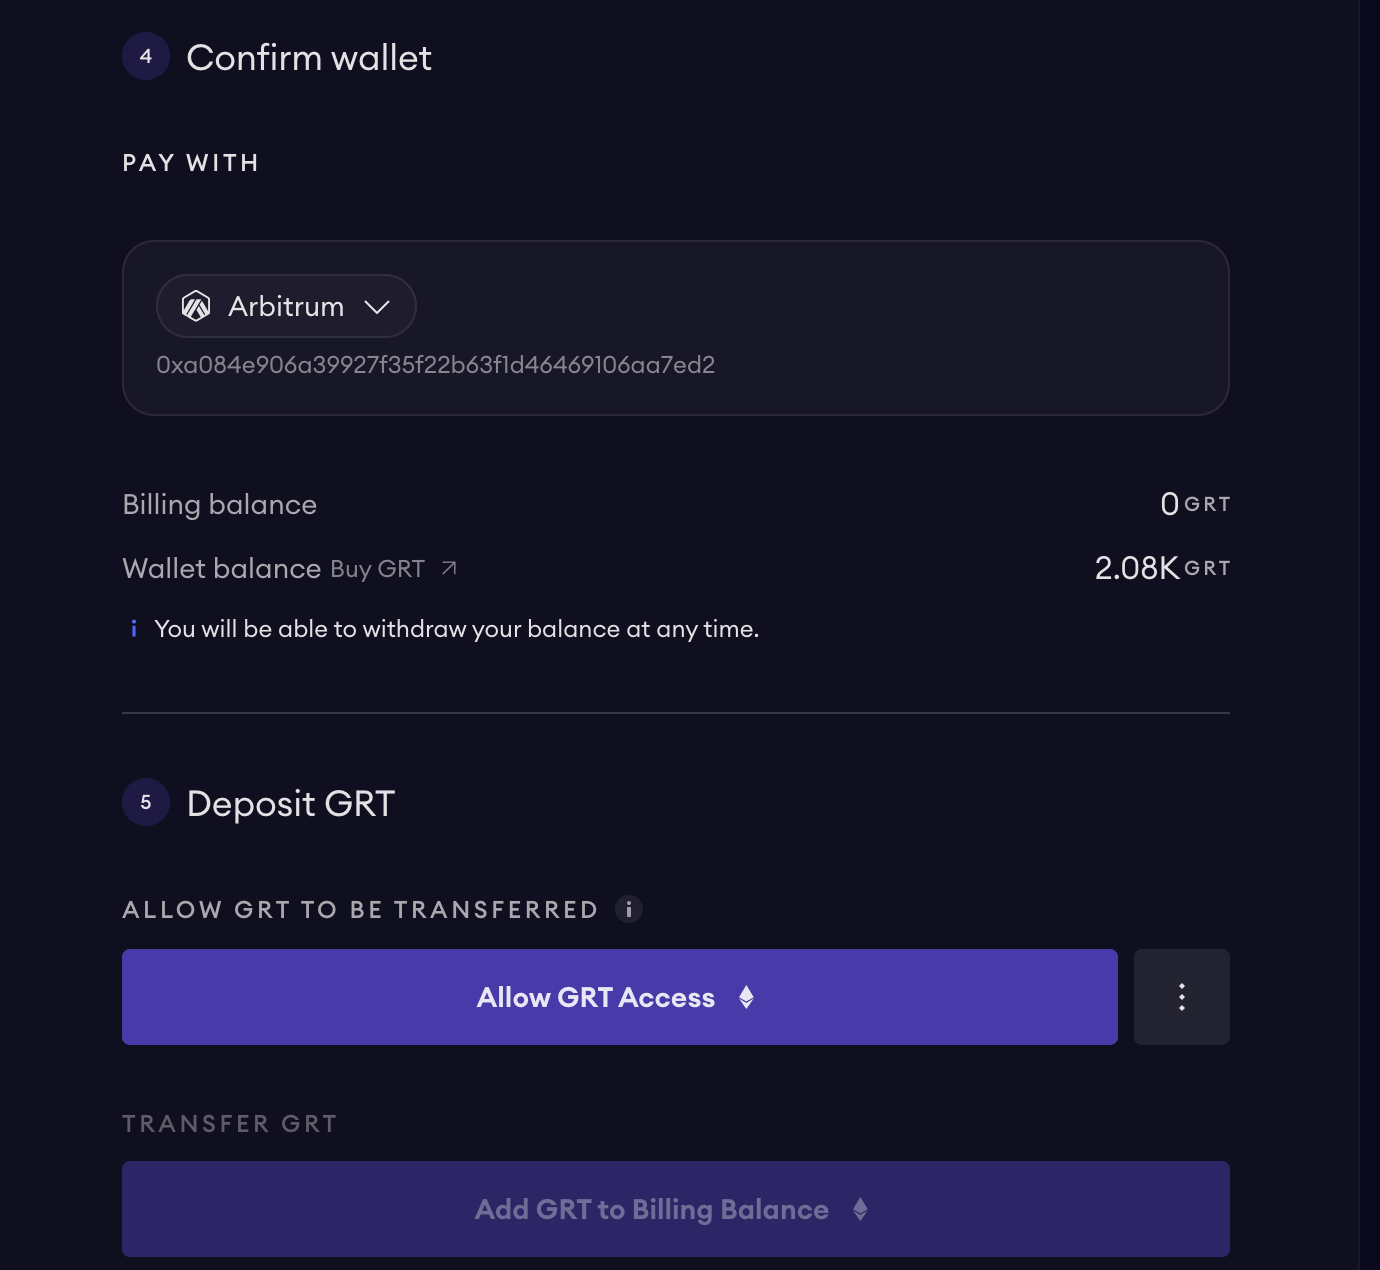 4 Confirm wallet
PAY WITH
Arbitrum
0xa084e906a39927f35f22b63f1d46469106aa7ed2
Billing balance 0 GRT
Wallet balance Buy GRT 2.08K GRT
i You will be able to withdraw your balance at any time.
5 Deposit GRT
ALLOW GRT TO BE TRANSFERRED i
Allow GRT Access
TRANSFER GRT
Add GRT to Billing Balance